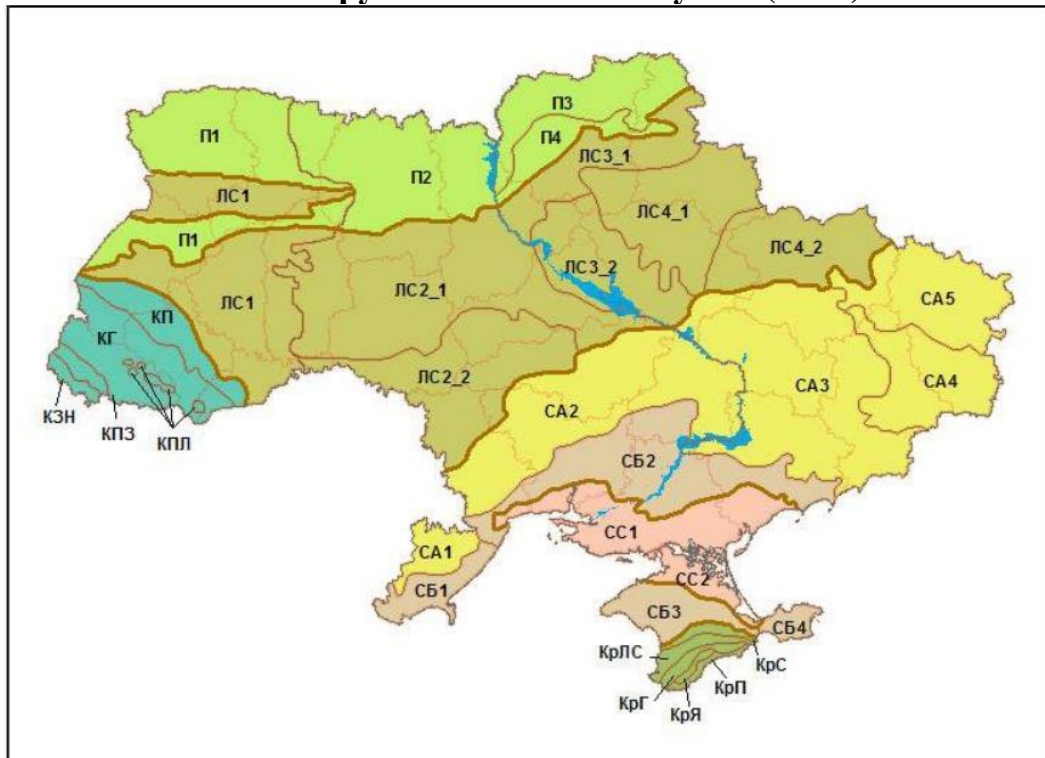 П3
П1
П4
П2
ЛС3_1
ЛС1
ЛС4_1
П1
ЛС4_2
ЛС3_2
СА5
КП
ЛС1
ЛС2_1
КГ
ЛС2_2
СА3
СА4
СА2
КЗН
КПЗ
КПЛ
СБ2
СС1
СА1
СС2
СБ1
СБ3
СБ4
КрЛС
КрС
КрП
КрГ
КрЯ